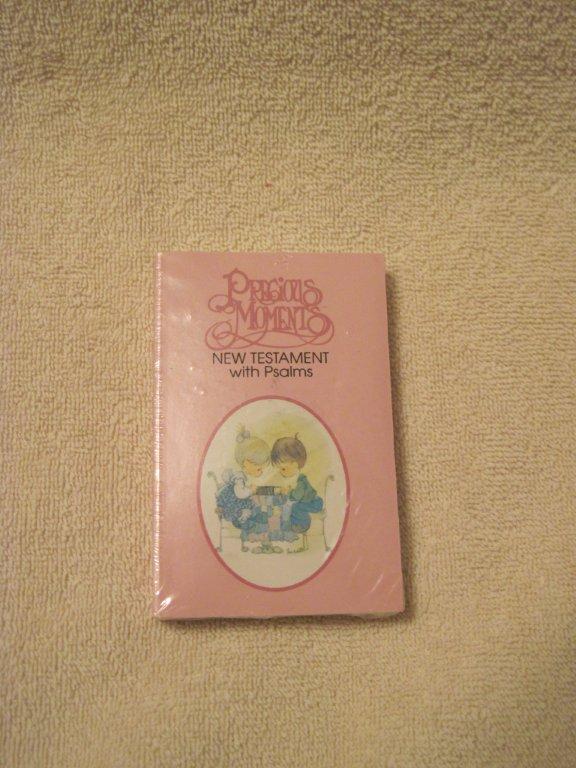 PRECIOUS
MOMENTS
NEW TESTAMENT
with Psalms